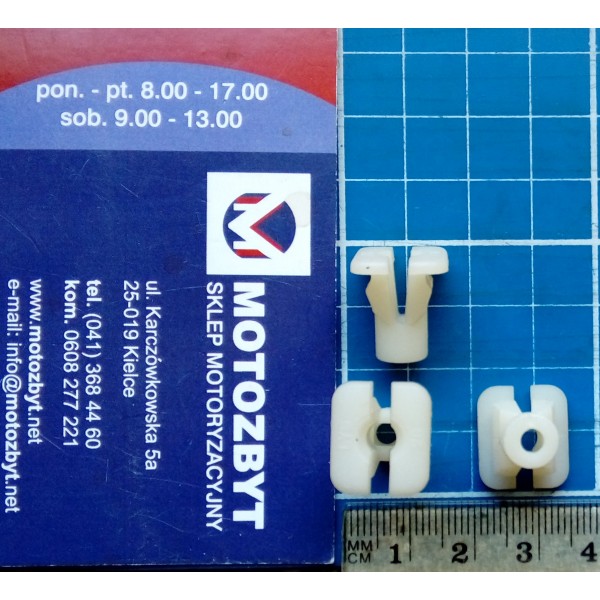 pon. - pt. 8.00 - 17.00
sob. 9.00 - 13.00
M
MOTOZBYT
SKLEP MOTORYZACYJNY
ul. Karczówkowska 5a
25-019 Kielce
tel. (041) 368 44 60
kom. 0608 277 221
www.motozbyt.net
e-mail: info@motozbyt.net
MM
CM
1 2 3 4